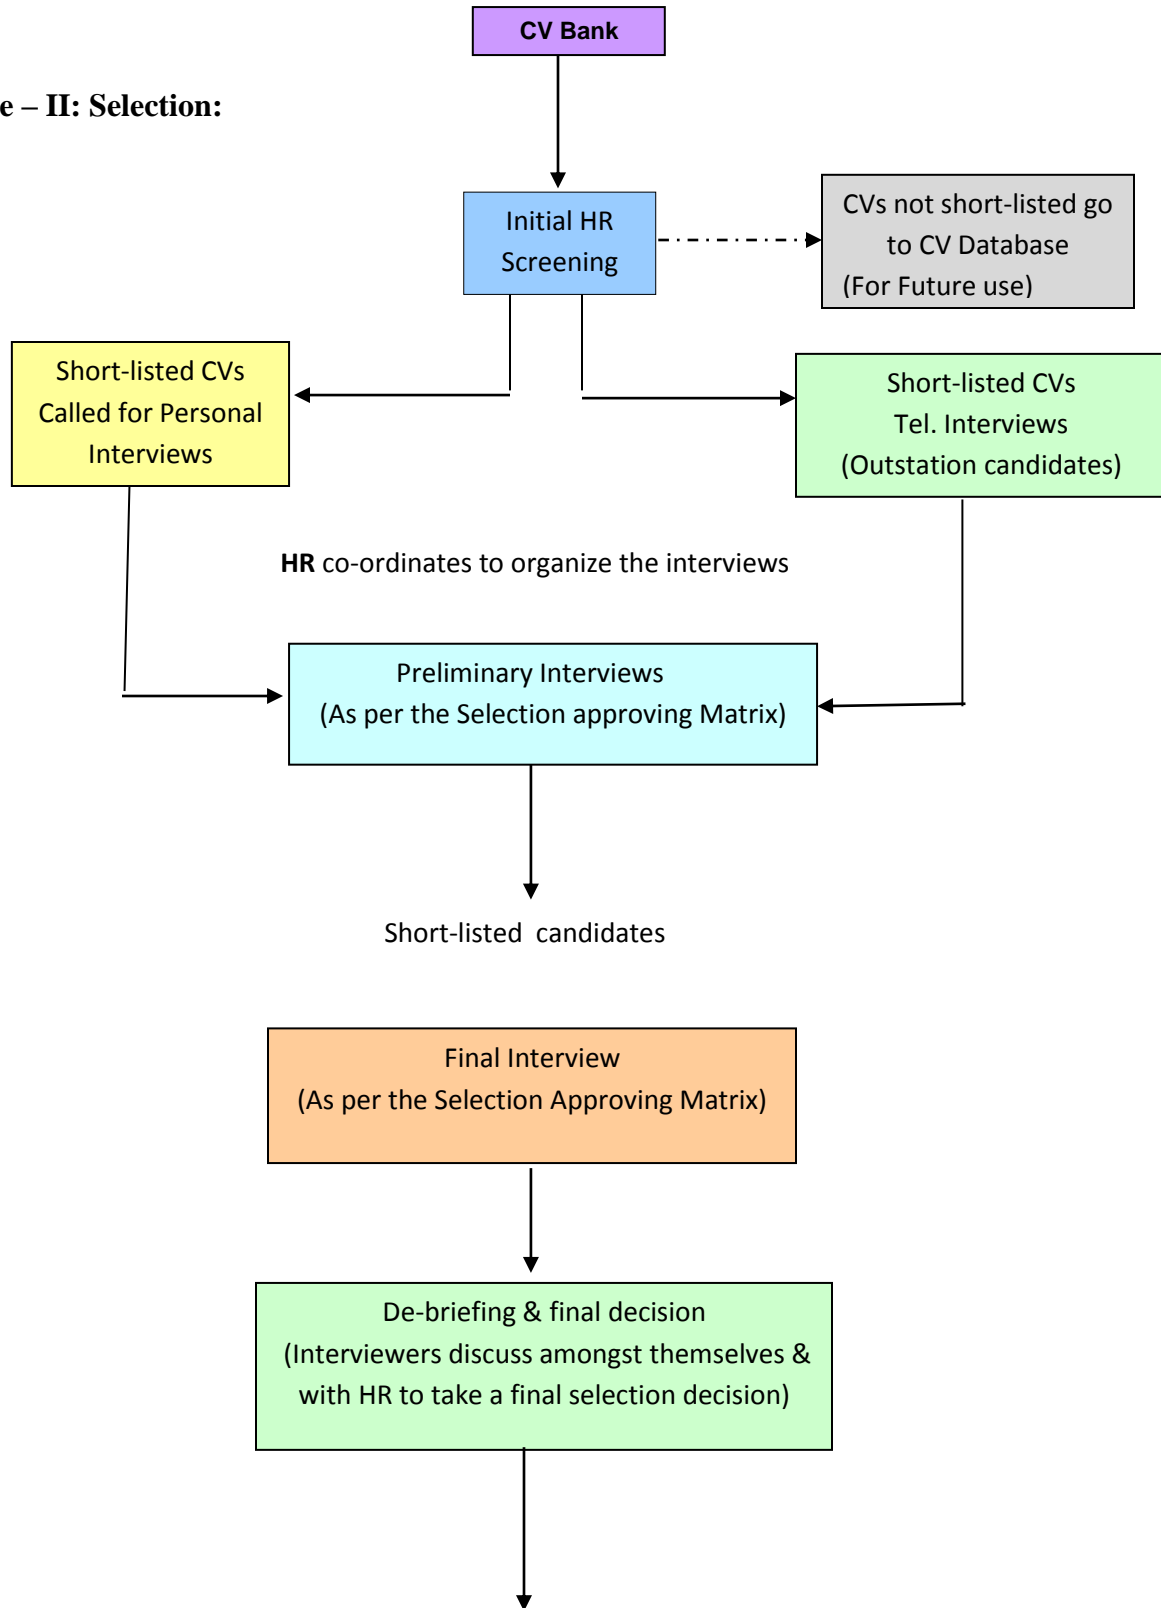 CV Bank
e – II: Selection:
Initial HR
Screening
CVs not short-listed go
to CV Database
(For Future use)
Short-listed CVs
Called for Personal
Interviews
Short-listed CVs
Tel. Interviews
(Outstation candidates)
HR co-ordinates to organize the interviews
Preliminary Interviews
(As per the Selection approving Matrix)
Short-listed  candidates
Final Interview
(As per the Selection Approving Matrix)
De-briefing & final decision
(Interviewers discuss amongst themselves &
with HR to take a final selection decision)